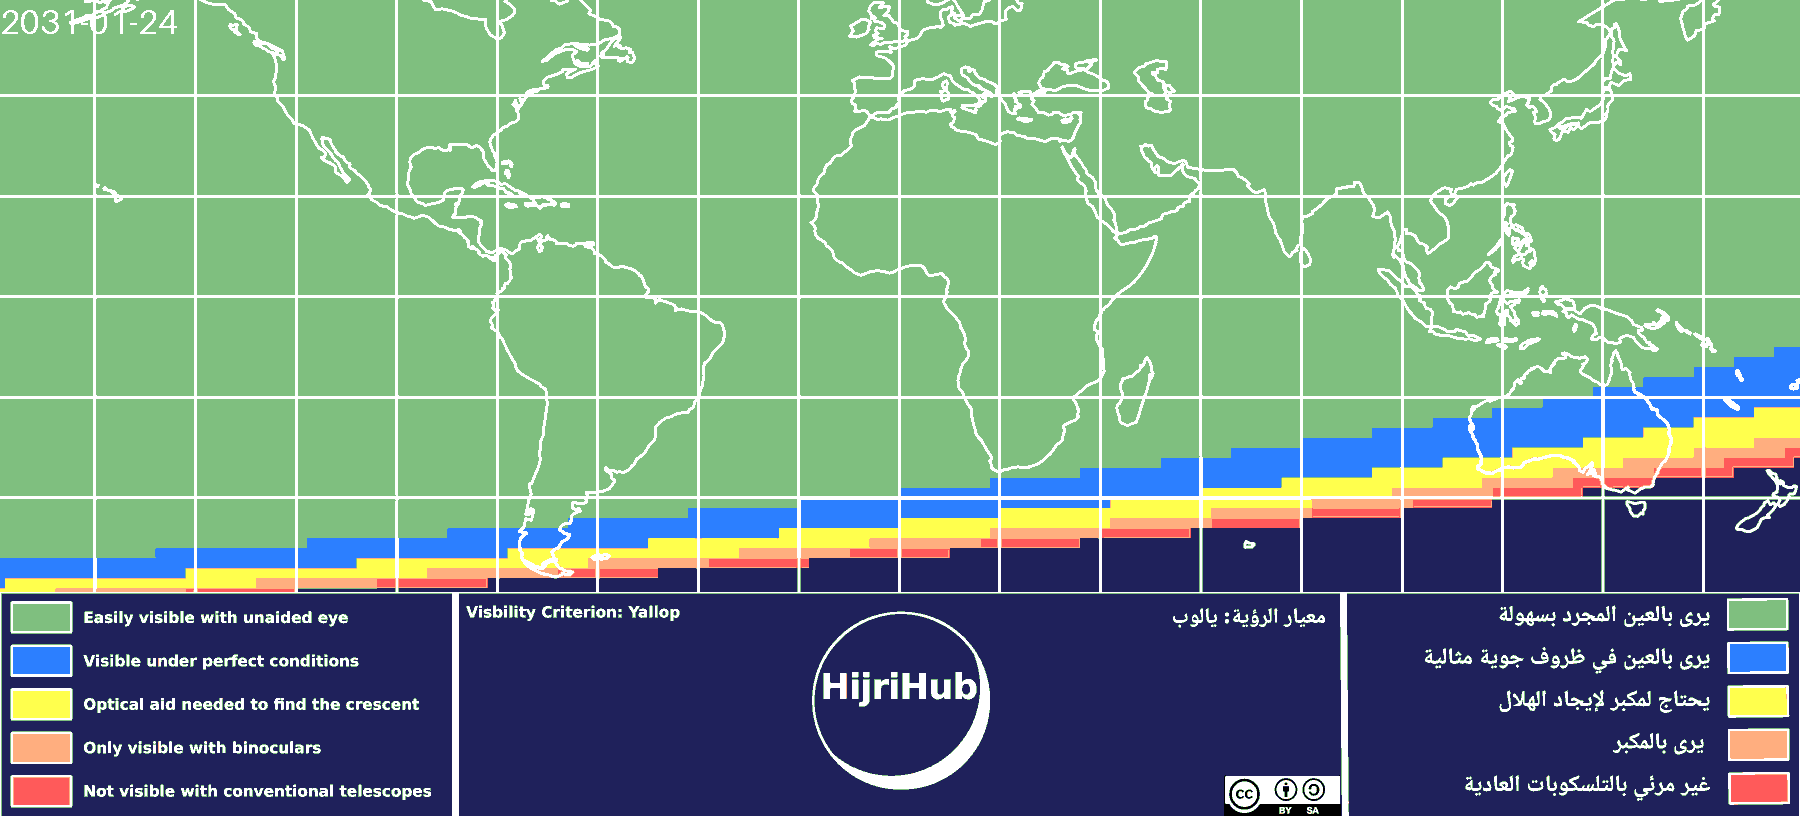 2031-01-24
Easily visible with unaided eye
Visible under perfect conditions
Optical aid needed to find the crescent
Only visible with binoculars
Not visible with conventional telescopes
Visbility Criterion: Yallop
معيار الرؤية: يالوب
HijriHub
cc
BY SA
يرى بالعين المجرد بسهولة
يرى بالعين في ظروف جوية مثالية
يحتاج لمكبر لإيجاد الهلال
يرى بالمكبر
غير مرئي بالتلسكوبات العادية